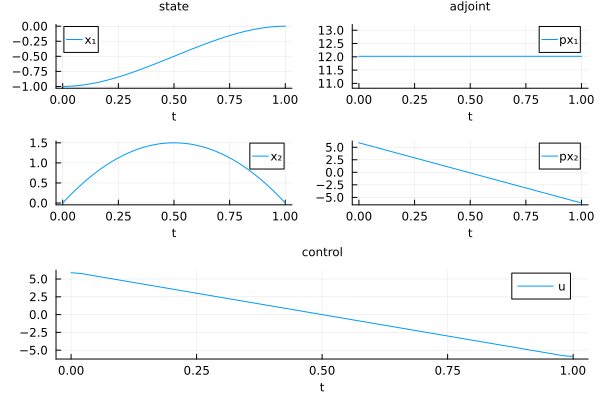 state
adjoint
0.00
−0.25
−0.50
−0.75
−1.00
x₁
0.00 0.25 0.50 0.75 1.00
t
13.0
12.5
12.0
11.5
11.0
px₁
0.00 0.25 0.50 0.75 1.00
t
1.5
1.0
0.5
0.0
x₂
0.00 0.25 0.50 0.75 1.00
t
5.0
2.5
0.0
−2.5
−5.0
px₂
0.00 0.25 0.50 0.75 1.00
t
control
5.0
2.5
0.0
−2.5
−5.0
u
0.00 0.25 0.50 0.75 1.00
t